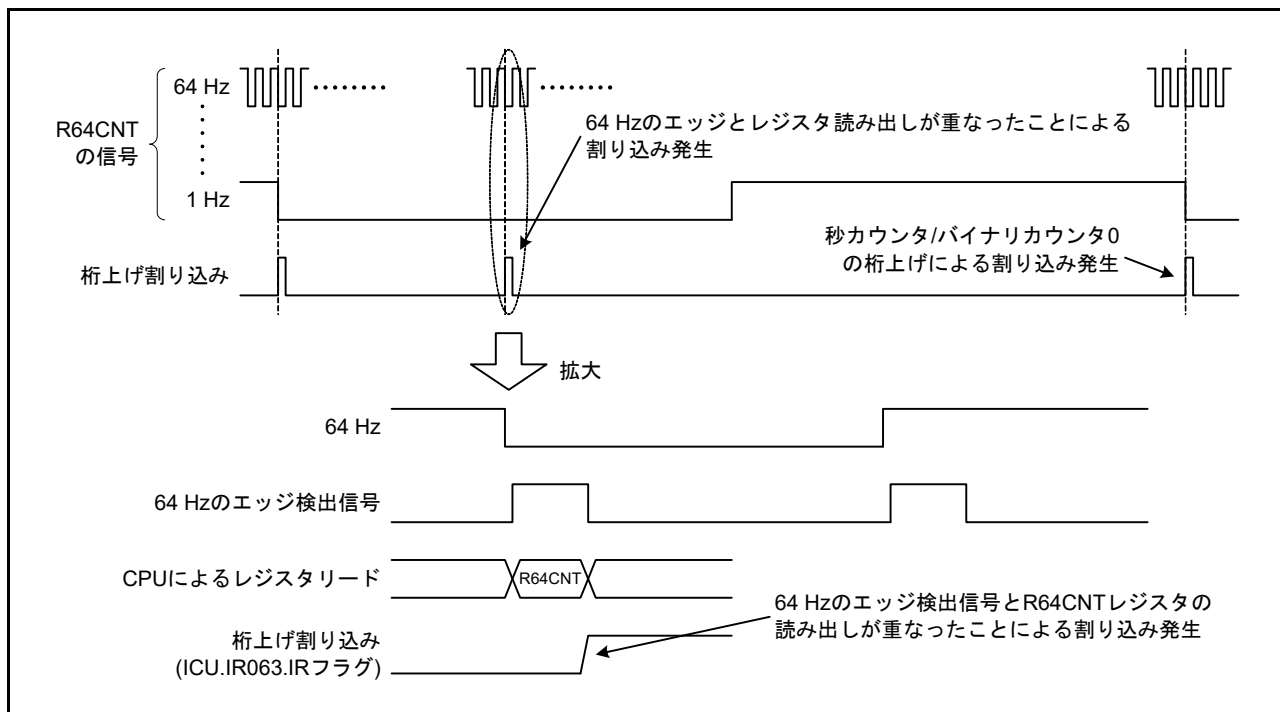 64 Hz
R64CNT
の信号
1 Hz
64 Hzのエッジとレジスタ読み出しが重なったことによる
割り込み発生
秒カウンタ/バイナリカウンタ0
の桁上げによる割り込み発生
桁上げ割り込み
拡大
64 Hz
64 Hzのエッジ検出信号
CPUによるレジスタリード
R64CNT
64 Hzのエッジ検出信号とR64CNTレジスタの
読み出しが重なったことによる割り込み発生
桁上げ割り込み
(ICU.IR063.IRフラグ)